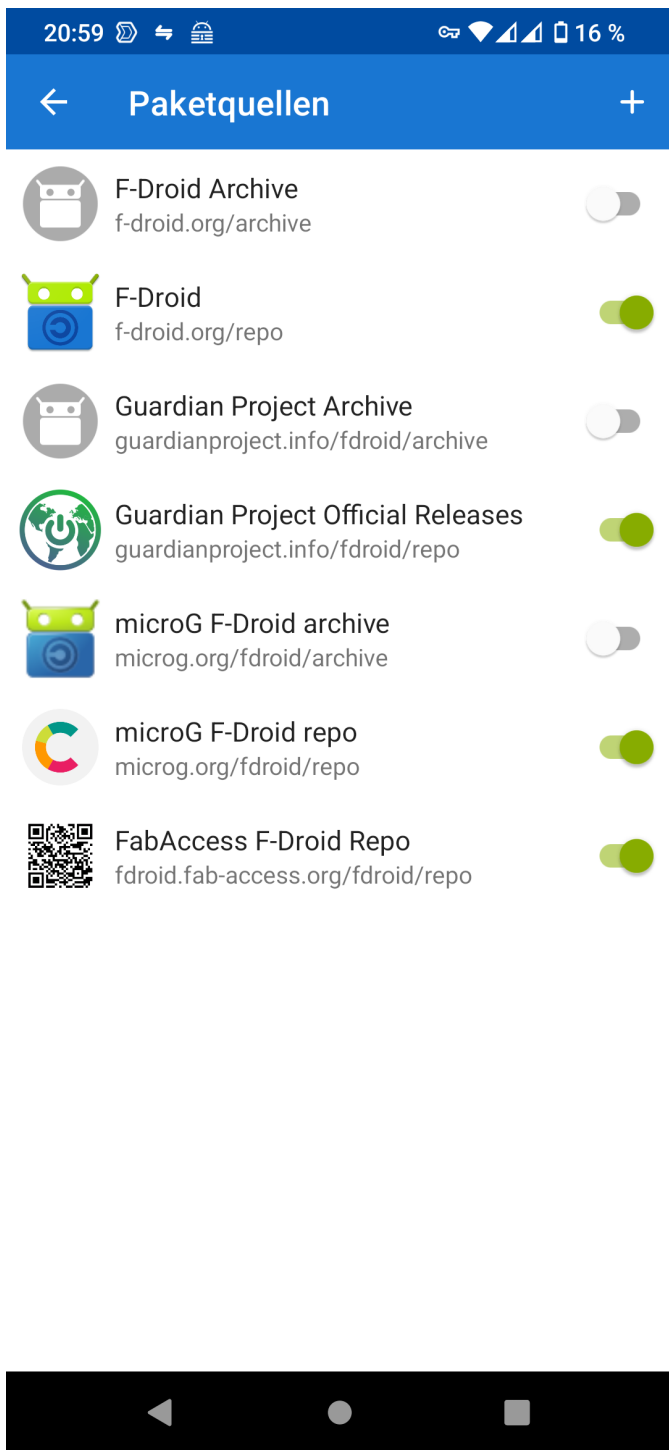 20:59
16 %
Paketquellen
F-Droid Archive
f-droid.org/archive
F-Droid
f-droid.org/repo
Guardian Project Archive
guardianproject.info/fdroid/archive
Guardian Project Official Releases
guardianproject.info/fdroid/repo
microG F-Droid archive
microg.org/fdroid/archive
microG F-Droid repo
microg.org/fdroid/repo
FabAccess F-Droid Repo
fdroid.fab-access.org/fdroid/repo